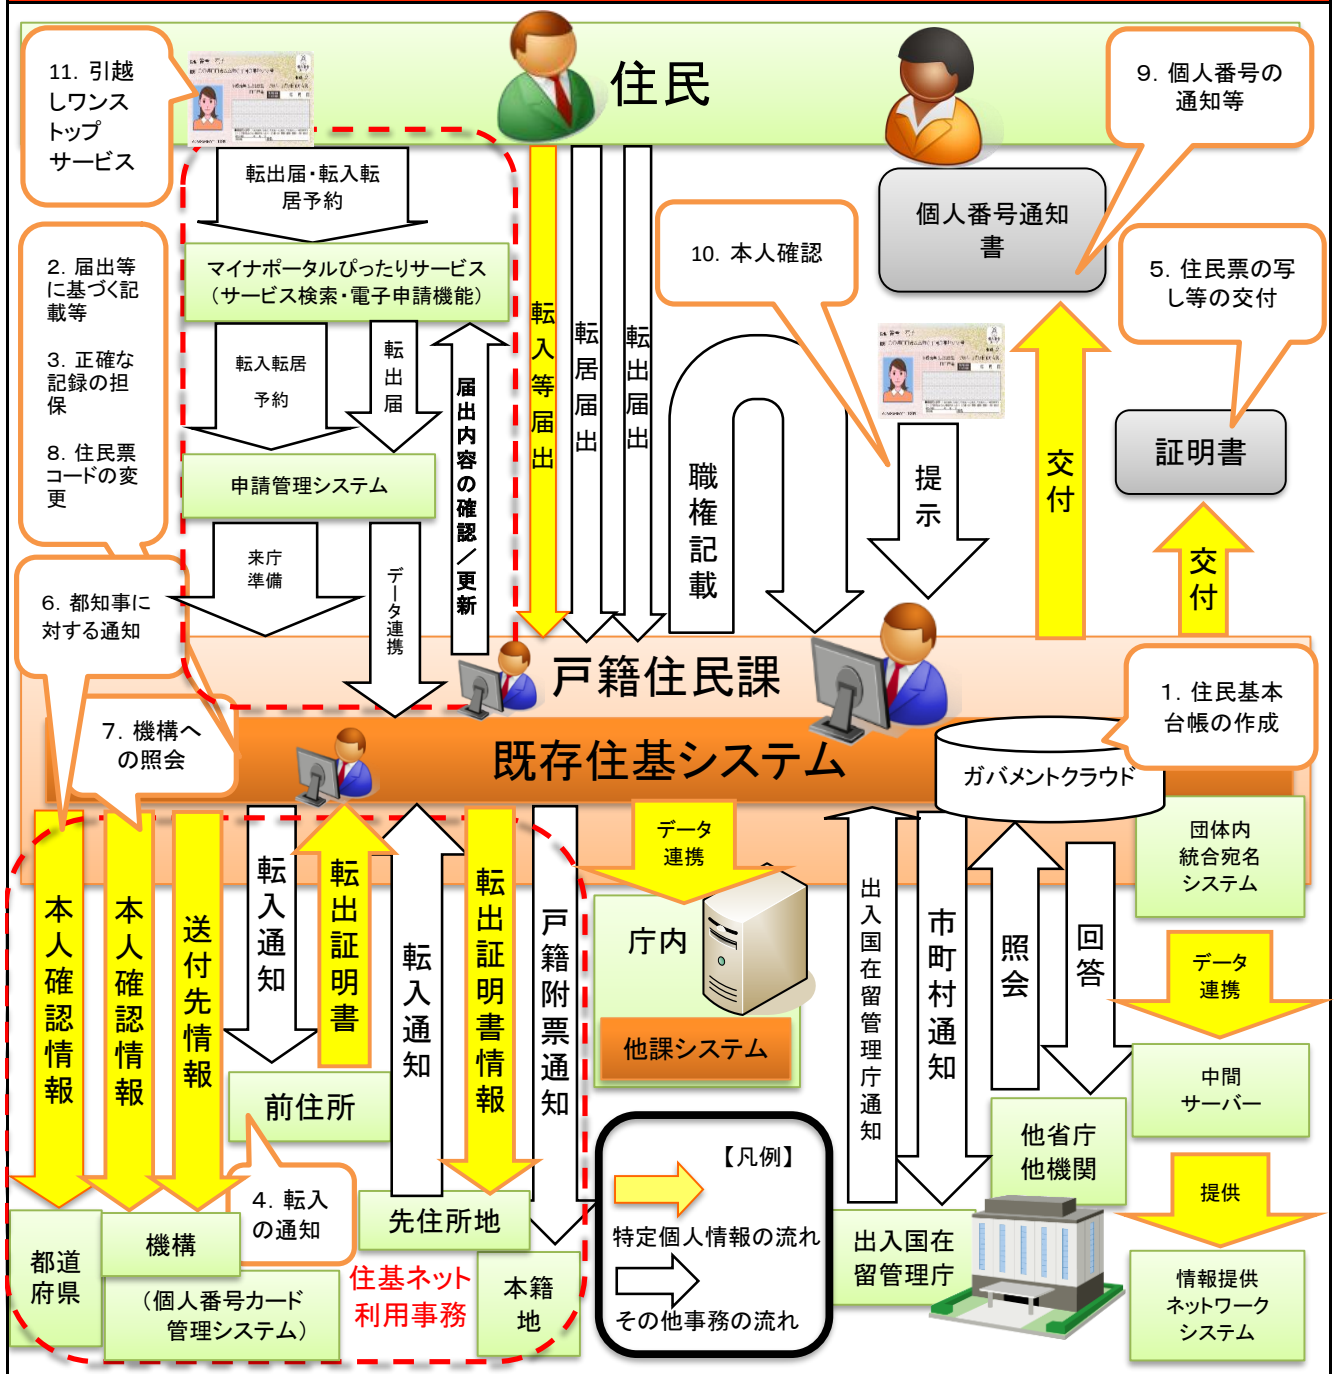 住民
11. 引越
しワンス
トップ
サービス
9. 個人番号の
通知等
転出届・転入転
居予約
個人番号通知
書
10. 本人確認
5. 住民票の写
し等の交付
2. 届出等
に基づく記
載等
3. 正確な
記録の担
保
8. 住民票
コードの変
更
マイナポータルぴったりサービス
（サービス検索・電子申請機能）
転入転居
予約
転出届
届出内容の確認／更新
転入等届出
転居届出
転出届出
職権記載
提示
交付
証明書
交付
申請管理システム
来庁
準備
データ連携
6. 都知事に
対する通知
7. 機構へ
の照会
戸籍住民課
既存住基システム
1. 住民基本
台帳の作成
ガバメントクラウド
団体内
統合宛名
システム
本人確認情報
本人確認情報
送付先情報
転入通知
転出証明書
転入通知
転出証明書情報
戸籍附票通知
データ
連携
庁内
他課システム
出入国在留管理庁通知
市町村通知
照会
回答
データ
連携
中間
サーバー
前住所
4. 転入
の通知
先住所地
他省庁
他機関
提供
都道
府県
機構
（個人番号カード
管理システム）
住基ネット
利用事務
本籍
地
【凡例】
特定個人情報の流れ
その他事務の流れ
出入国在
留管理庁
情報提供
ネットワーク
システム